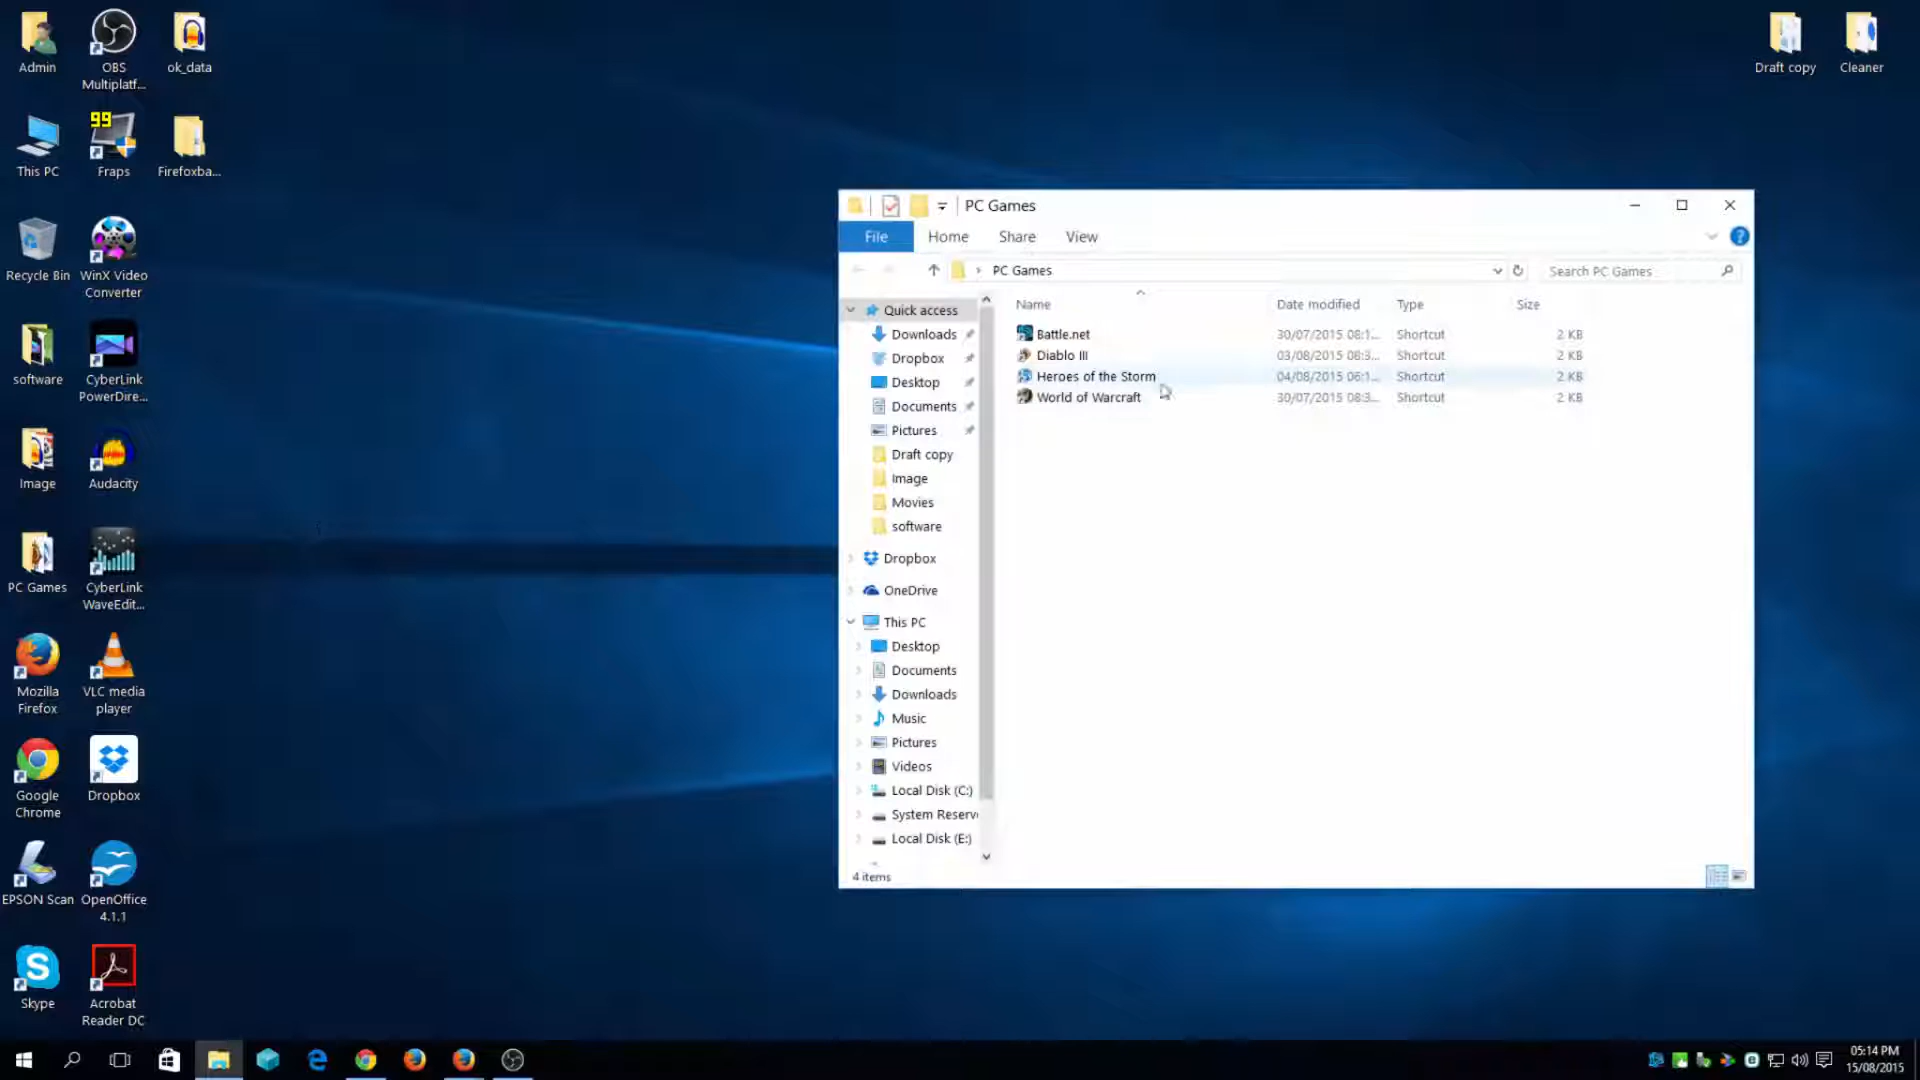 Admin
OBS
Multiplatf...
ok_data
Draft copy
Cleaner
This PC
99
Fraps
Firefoxba...
Recycle Bin
WinX Video
Converter
software
CyberLink
PowerDire...
Image
Audacity
PC Games
CyberLink
WaveEdit...
Mozilla
Firefox
VLC media
player
Google
Chrome
Dropbox
EPSON Scan
OpenOffice
4.1.1
Skype
Acrobat
Reader DC
PC Games
File Home Share View
PC Games
Search PC Games
Quick access
Downloads
Dropbox
Desktop
Documents
Pictures
Draft copy
Image
Movies
software
Dropbox
OneDrive
This PC
Desktop
Documents
Downloads
Music
Pictures
Videos
Local Disk (C:)
System Reserv
Local Disk (E:)
Name Date modified Type Size
Battle.net 30/07/2015 08:1... Shortcut 2 KB
Diablo III 03/08/2015 08:3... Shortcut 2 KB
Heroes of the Storm 04/08/2015 06:1... Shortcut 2 KB
World of Warcraft 30/07/2015 08:3... Shortcut 2 KB
4 items
05:14 PM
15/08/2015